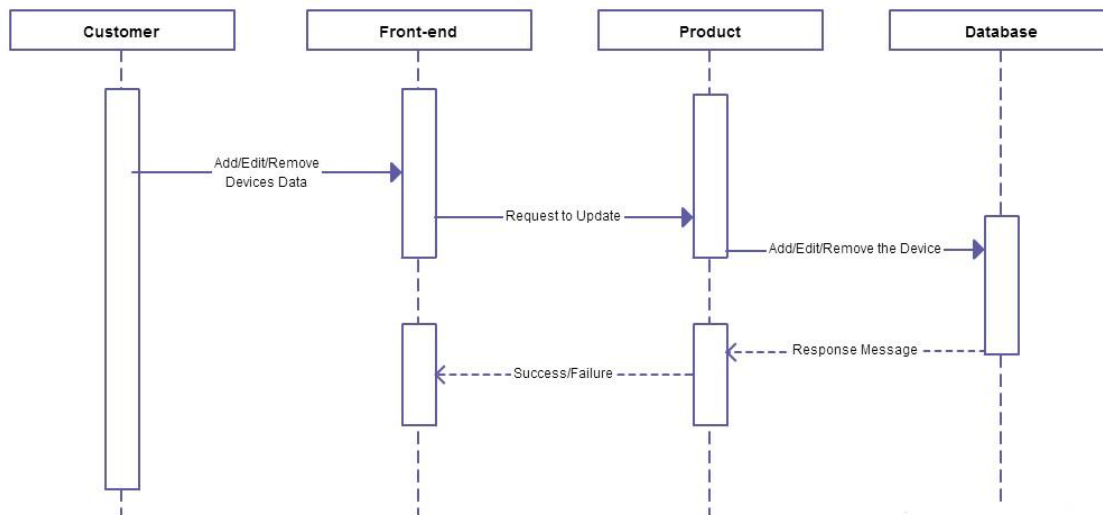 Customer
Front-end
Product
Database
Add/Edit/Remove
Devices Data
Request to Update
Add/Edit/Remove the Device
Response Message
Success/Failure